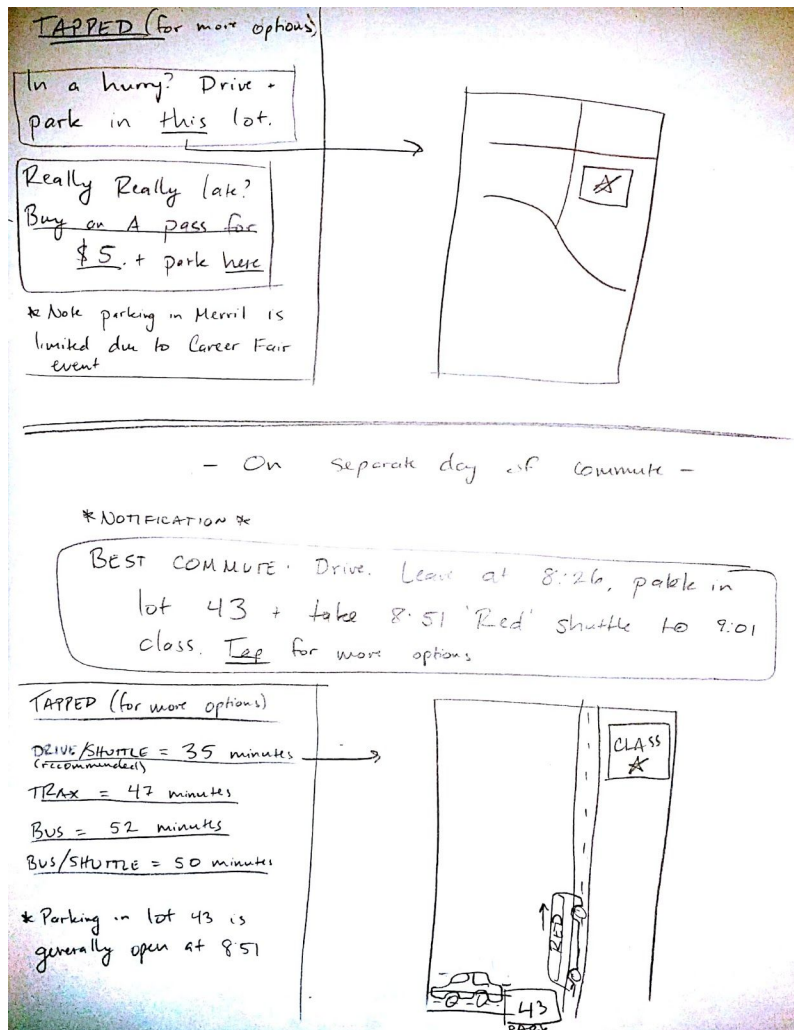 TAPPED (for more options)
In a hurry? Drive +
park in this lot.
Really Really late?
Buy an A pass for
$5. + park here
* Note parking in Merril is
limited due to Career Fair
event
- On separate day of commute -
* NOTIFICATION *
BEST COMMUTE. Drive. Leave at 8:26, park in
lot 43 + take 8:51 'Red' shuttle to 9:01
class. Tap for more options
TAPPED (for more options)
DRIVE/SHUTTLE = 35 minutes
(recommended)
TRAX = 47 minutes
BUS = 52 minutes
BUS/SHUTTLE = 50 minutes
* Parking in lot 43 is
generally open at 8:51
CLASS
RED
43
PARK